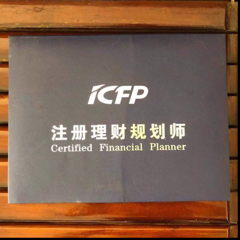 ICFP
注册理财规划师
Certified Financial Planner